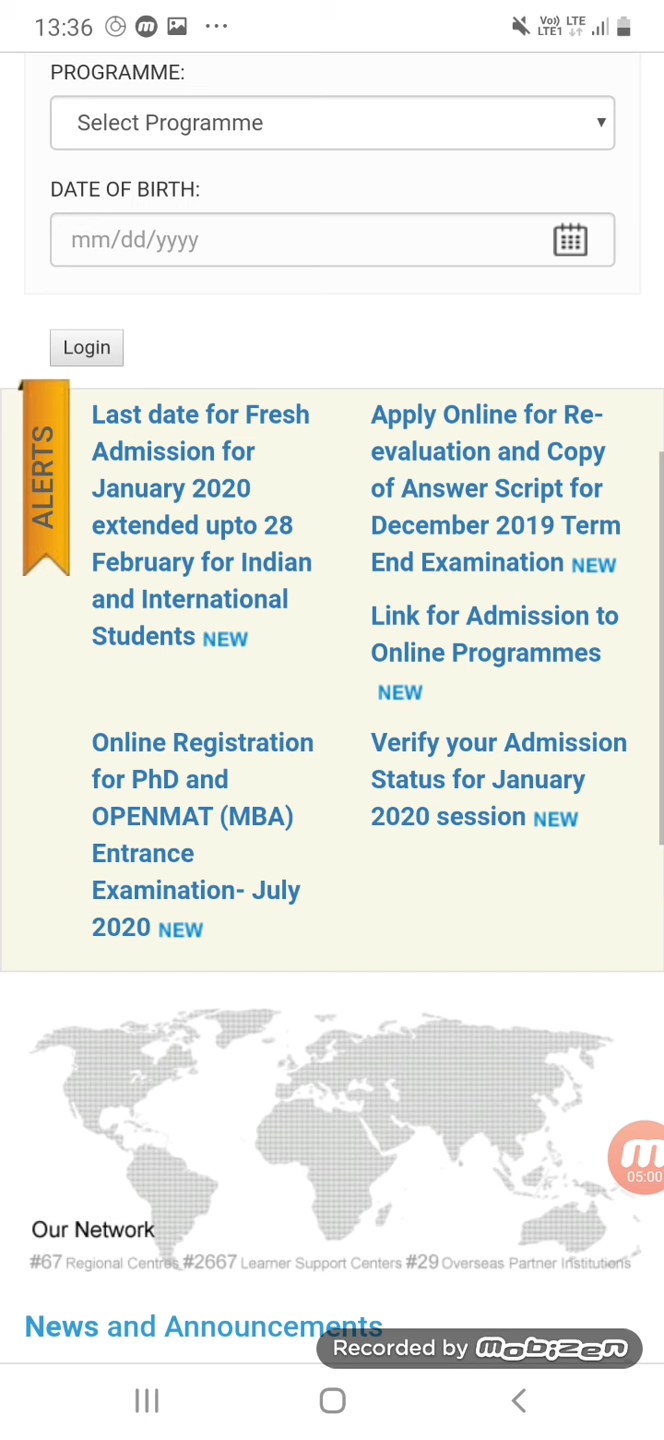 13:36
Vo)) LTE
LTE1
PROGRAMME:
Select Programme
DATE OF BIRTH:
mm/dd/yyyy
Login
ALERTS
Last date for Fresh
Admission for
January 2020
extended upto 28
February for Indian
and International
Students NEW
Apply Online for Re-
evaluation and Copy
of Answer Script for
December 2019 Term
End Examination NEW
Link for Admission to
Online Programmes
NEW
Online Registration
for PhD and
OPENMAT (MBA)
Entrance
Examination- July
2020 NEW
Verify your Admission
Status for January
2020 session NEW
05:00
Our Network
#67 Regional Centres #2667 Learner Support Centers #29 Overseas Partner Institutions
News and Announcements
Recorded by mobizen